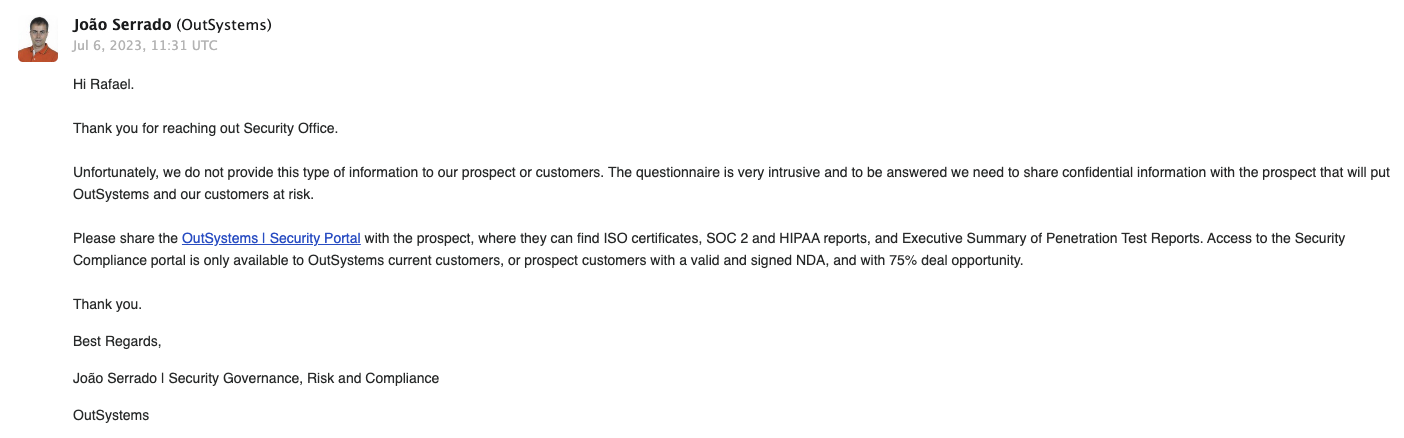 João Serrado (OutSystems)
Jul 6, 2023, 11:31 UTC
Hi Rafael.
Thank you for reaching out Security Office.
Unfortunately, we do not provide this type of information to our prospect or customers. The questionnaire is very intrusive and to be answered we need to share confidential information with the prospect that will put
OutSystems and our customers at risk.
Please share the OutSystems | Security Portal with the prospect, where they can find ISO certificates, SOC 2 and HIPAA reports, and Executive Summary of Penetration Test Reports. Access to the Security
Compliance portal is only available to OutSystems current customers, or prospect customers with a valid and signed NDA, and with 75% deal opportunity.
Thank you.
Best Regards,
João Serrado | Security Governance, Risk and Compliance
OutSystems